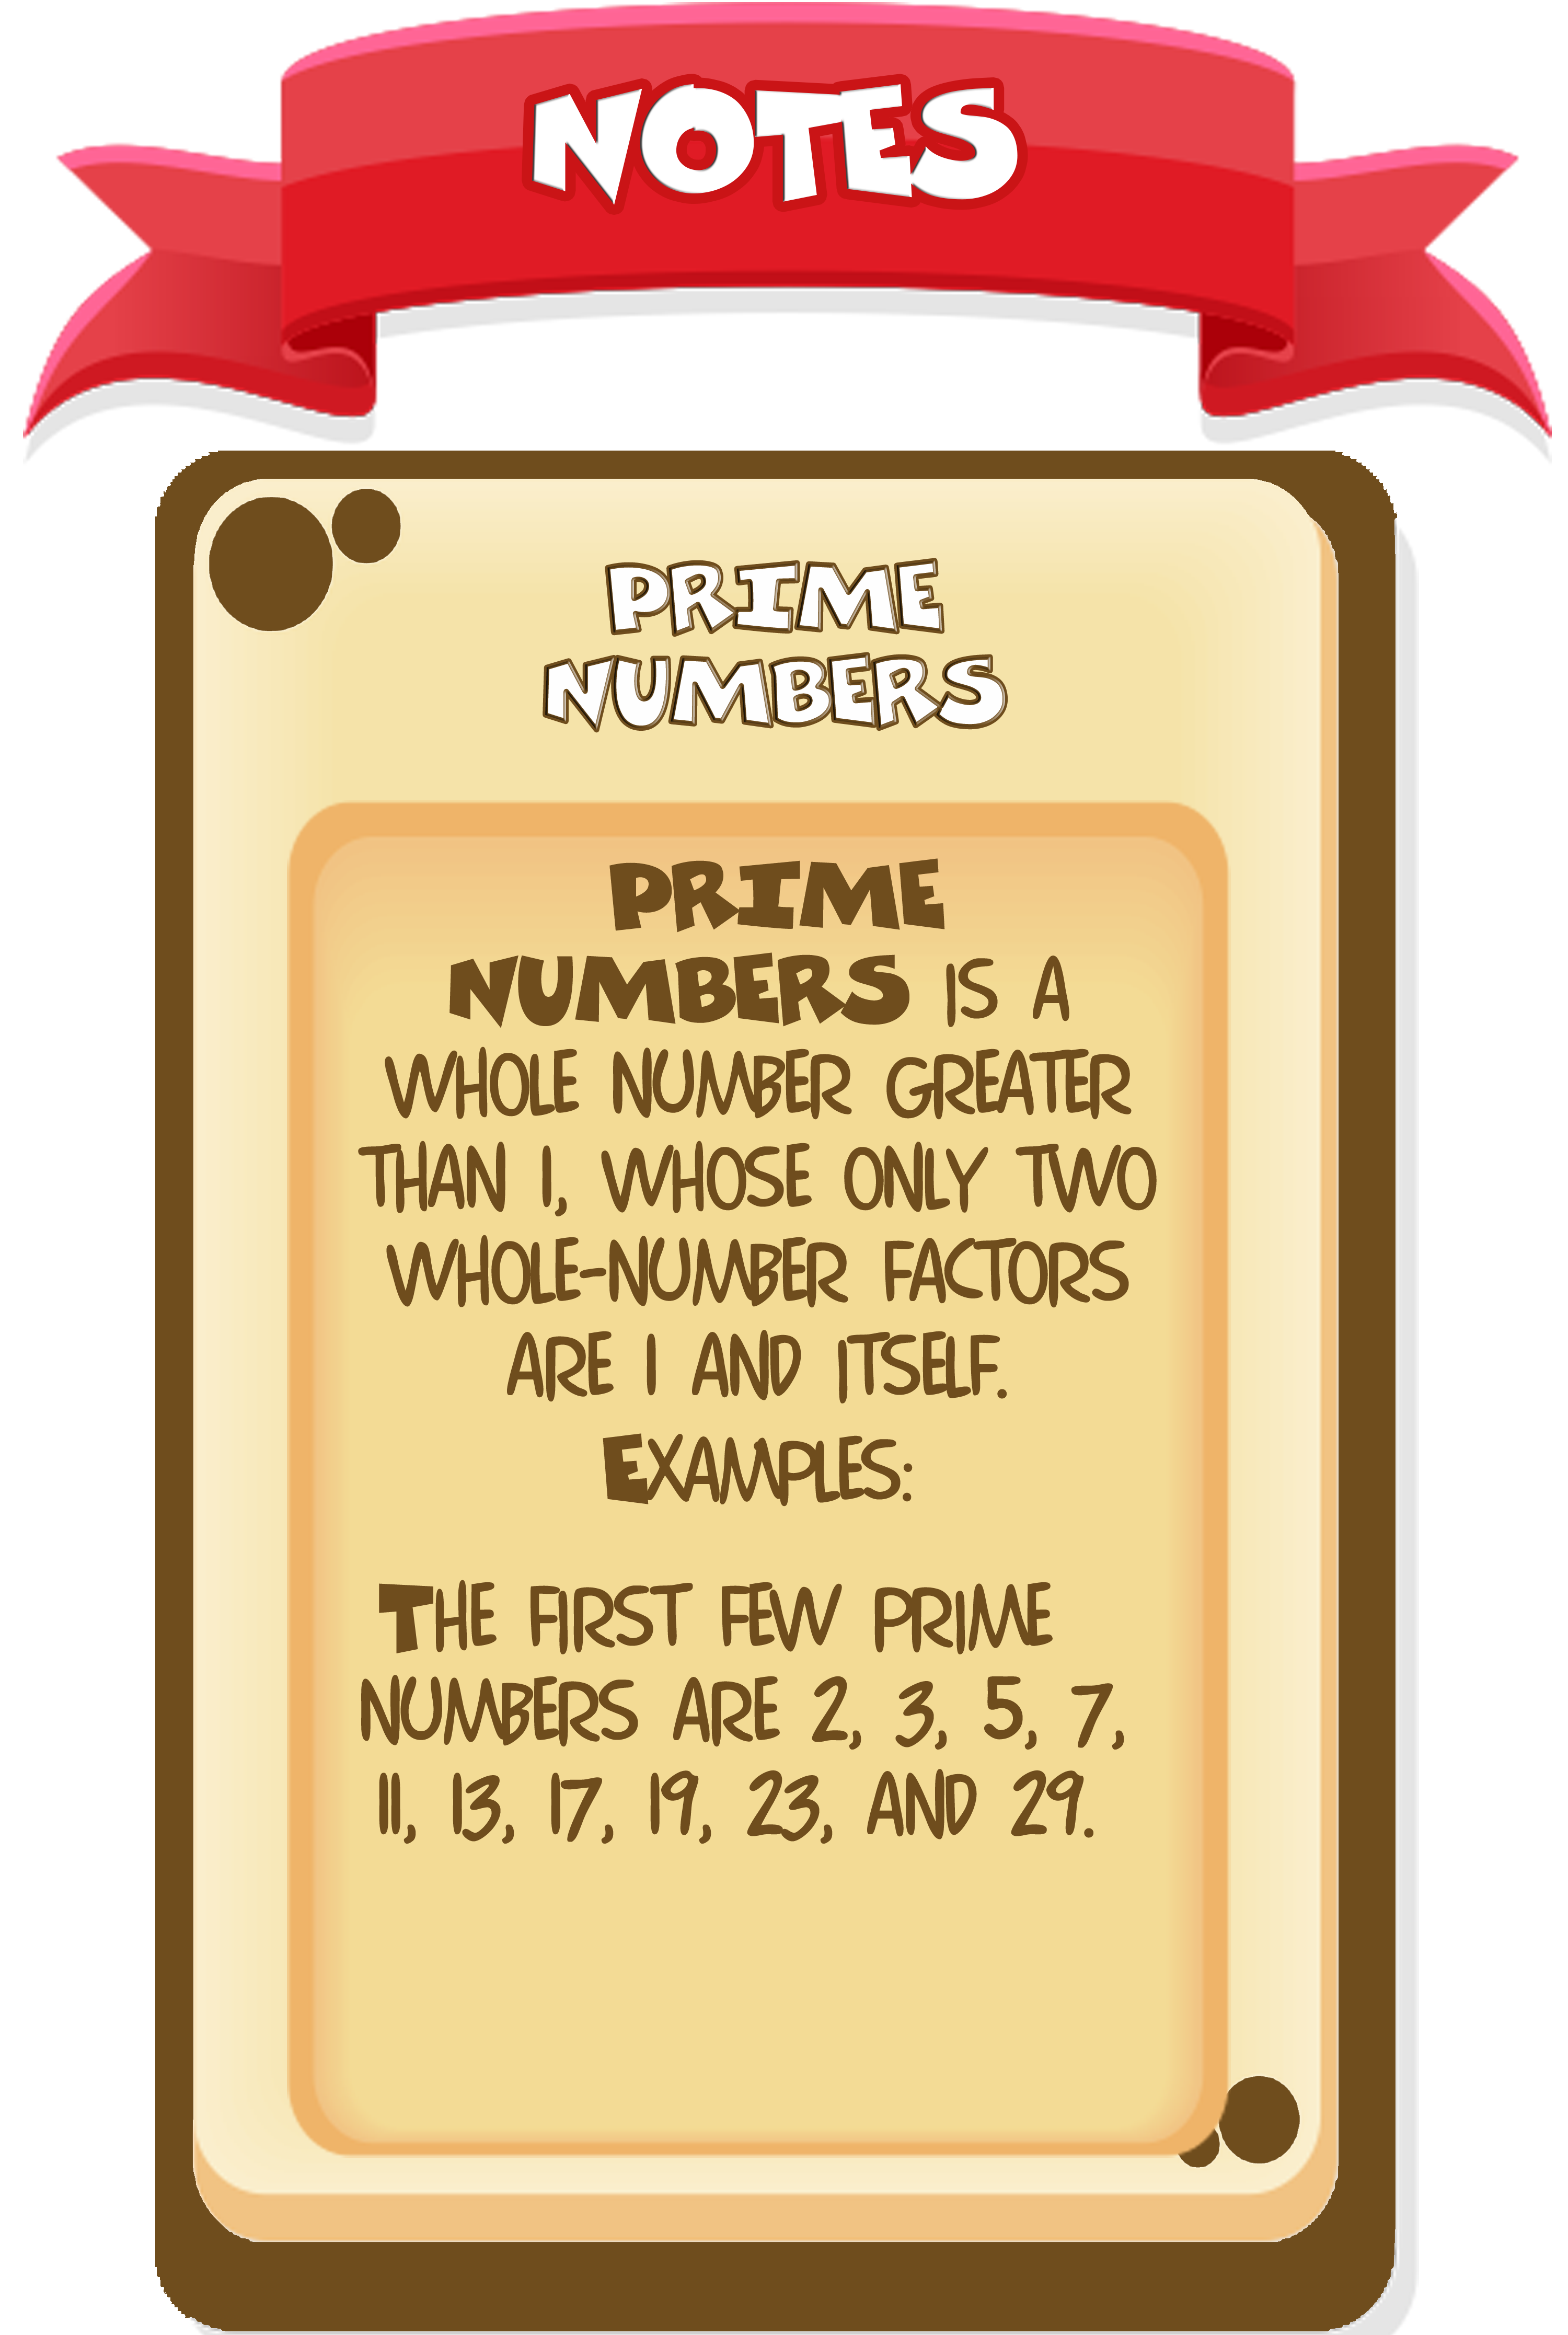 NOTES
PRIME
NUMBERS
PRIME
NUMBERS IS A
WHOLE NUMBER GREATER
THAN 1, WHOSE ONLY TWO
WHOLE-NUMBER FACTORS
ARE 1 AND ITSELF.
EXAMPLES:
THE FIRST FEW PRIME
NUMBERS ARE 2, 3, 5, 7,
11, 13, 17, 19, 23, AND 29.